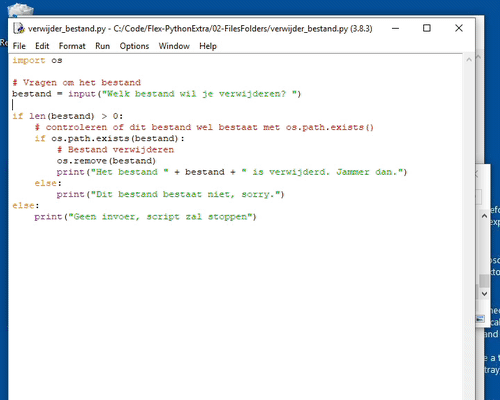 verwijder_bestand.py - C:/Code/Flex-PythonExtra/02-FilesFolders/verwijder_bestand.py (3.8.3)
File Edit Format Run Options Window Help
import os
# Vragen om het bestand
bestand = input("Welk bestand wil je verwijderen? ")
if len(bestand) > 0:
    # controleren of dit bestand wel bestaat met os.path.exists()
    if os.path.exists(bestand):
        # Bestand verwijderen
        os.remove(bestand)
        print("Het bestand " + bestand + " is verwijderd. Jammer dan.")
    else:
        print("Dit bestand bestaat niet, sorry.")
else:
    print("Geen invoer, script zal stoppen")